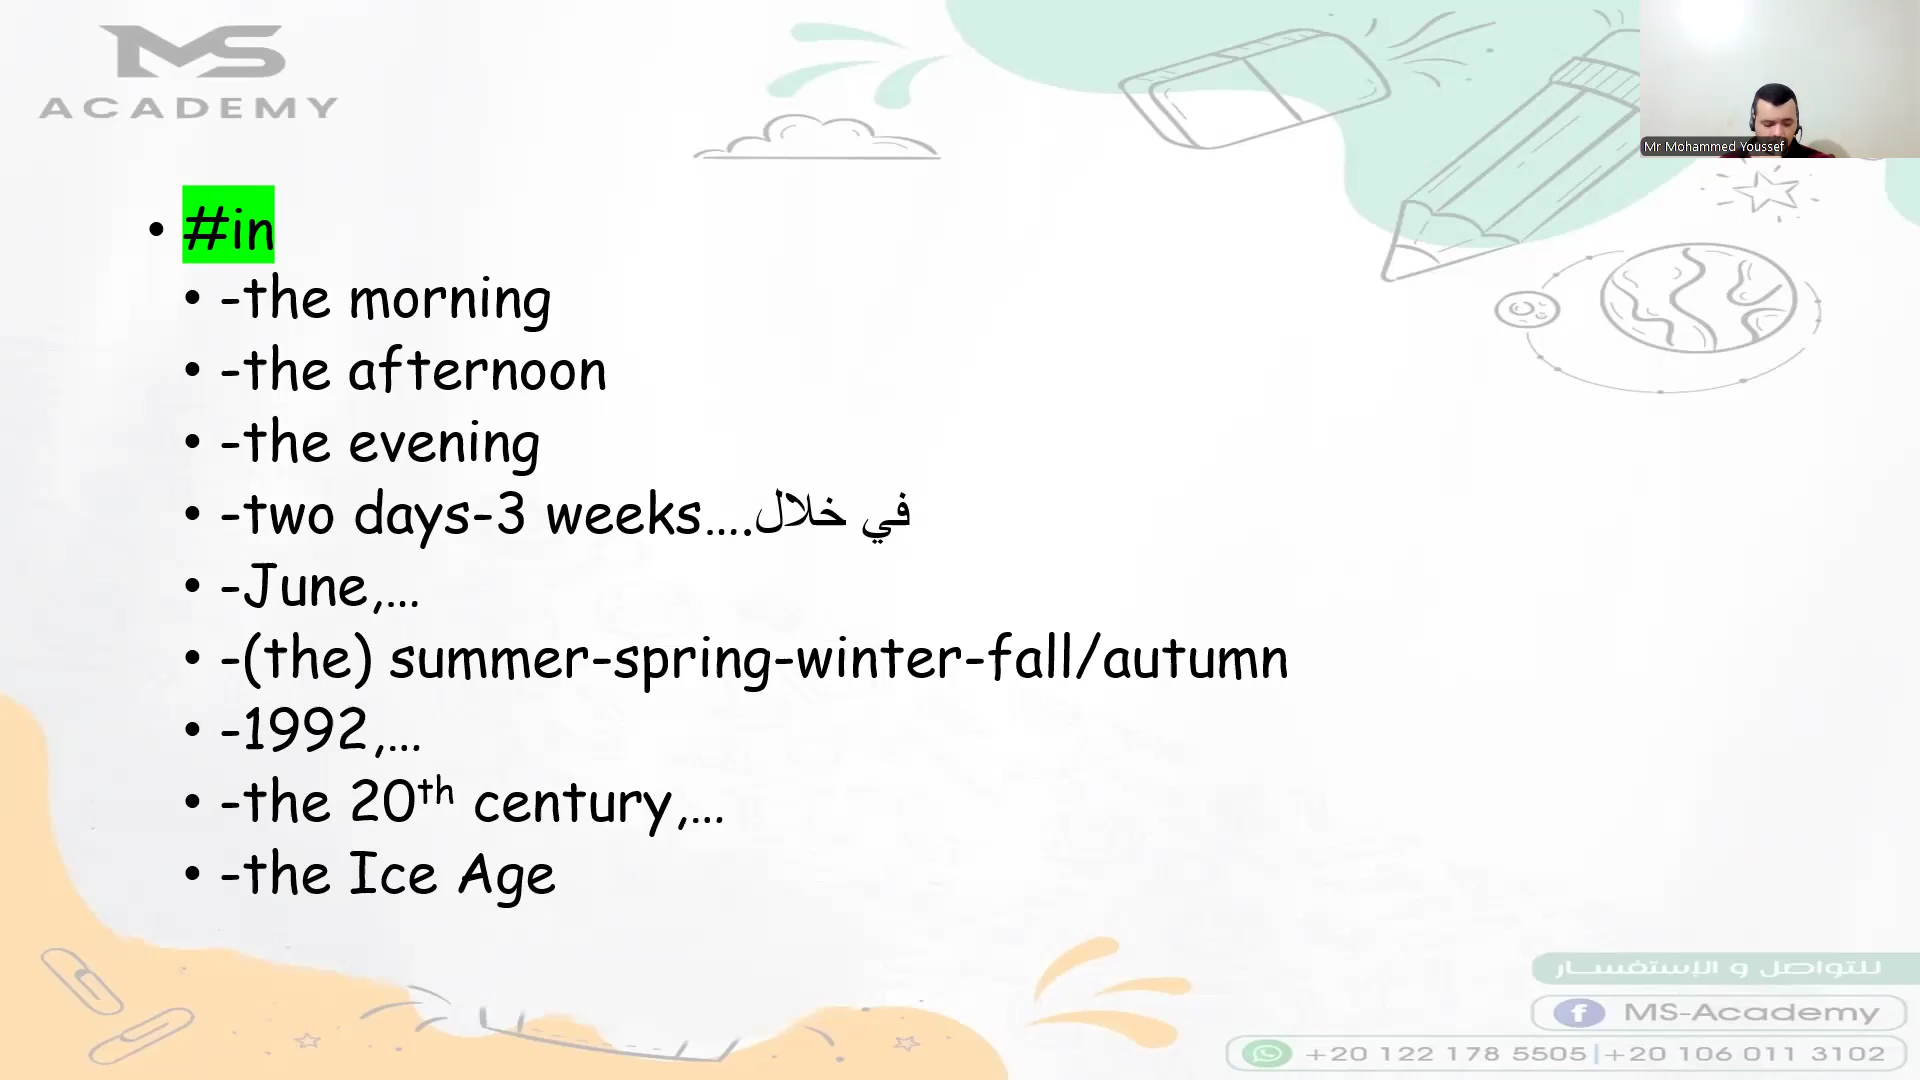 MS
ACADEMY
Mr Mohammed Youssef
• #in
• -the morning
• -the afternoon
• -the evening
• -two days-3 weeks....في خلال
• -June,...
• -(the) summer-spring-winter-fall/autumn
• -1992,...
• -the 20th century,...
• -the Ice Age
للتواصل و الإستفسار
MS-Academy
+20 122 178 5505 | +20 106 011 3102